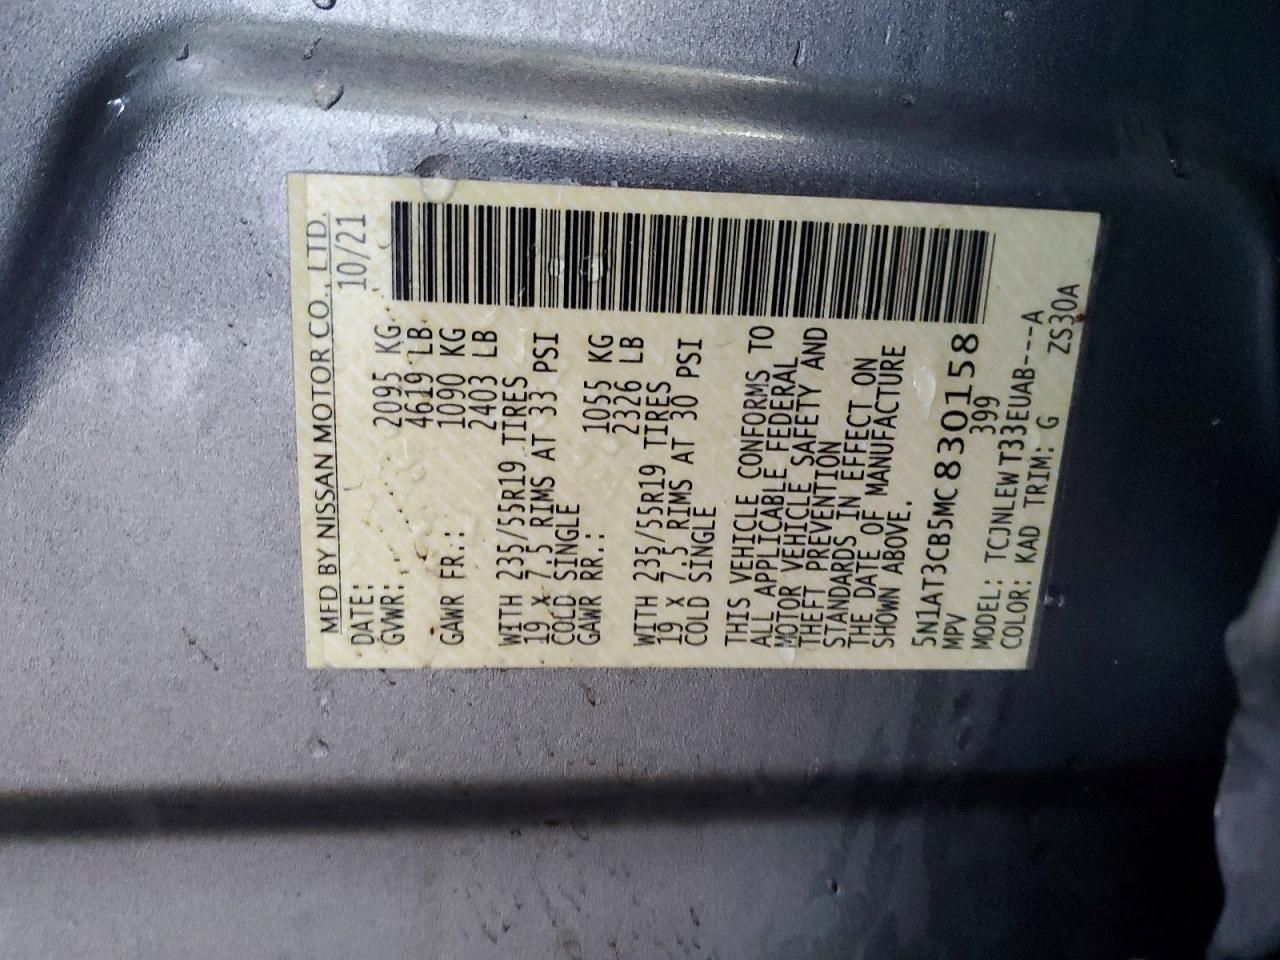 MFD BY NISSAN MOTOR CO., LTD.
DATE: 10/21
GVWR: 2095 KG
4619 LB
GAWR FR.: 1090 KG
2403 LB
WITH 235/55R19 TIRES
19 x 7.5 RIMS AT 33 PSI
COLD SINGLE
GAWR RR.: 1055 KG
2326 LB
WITH 235/55R19 TIRES
19 x 7.5 RIMS AT 30 PSI
COLD SINGLE
THIS VEHICLE CONFORMS TO
ALL APPLICABLE FEDERAL
MOTOR VEHICLE SAFETY AND
THEFT PREVENTION
STANDARDS IN EFFECT ON
THE DATE OF MANUFACTURE
SHOWN ABOVE.
5N1AT3CB5MC830158
MPV 399
MODEL: TCJNLEWT33EUAB---A
COLOR: KAD TRIM: G ZS30A